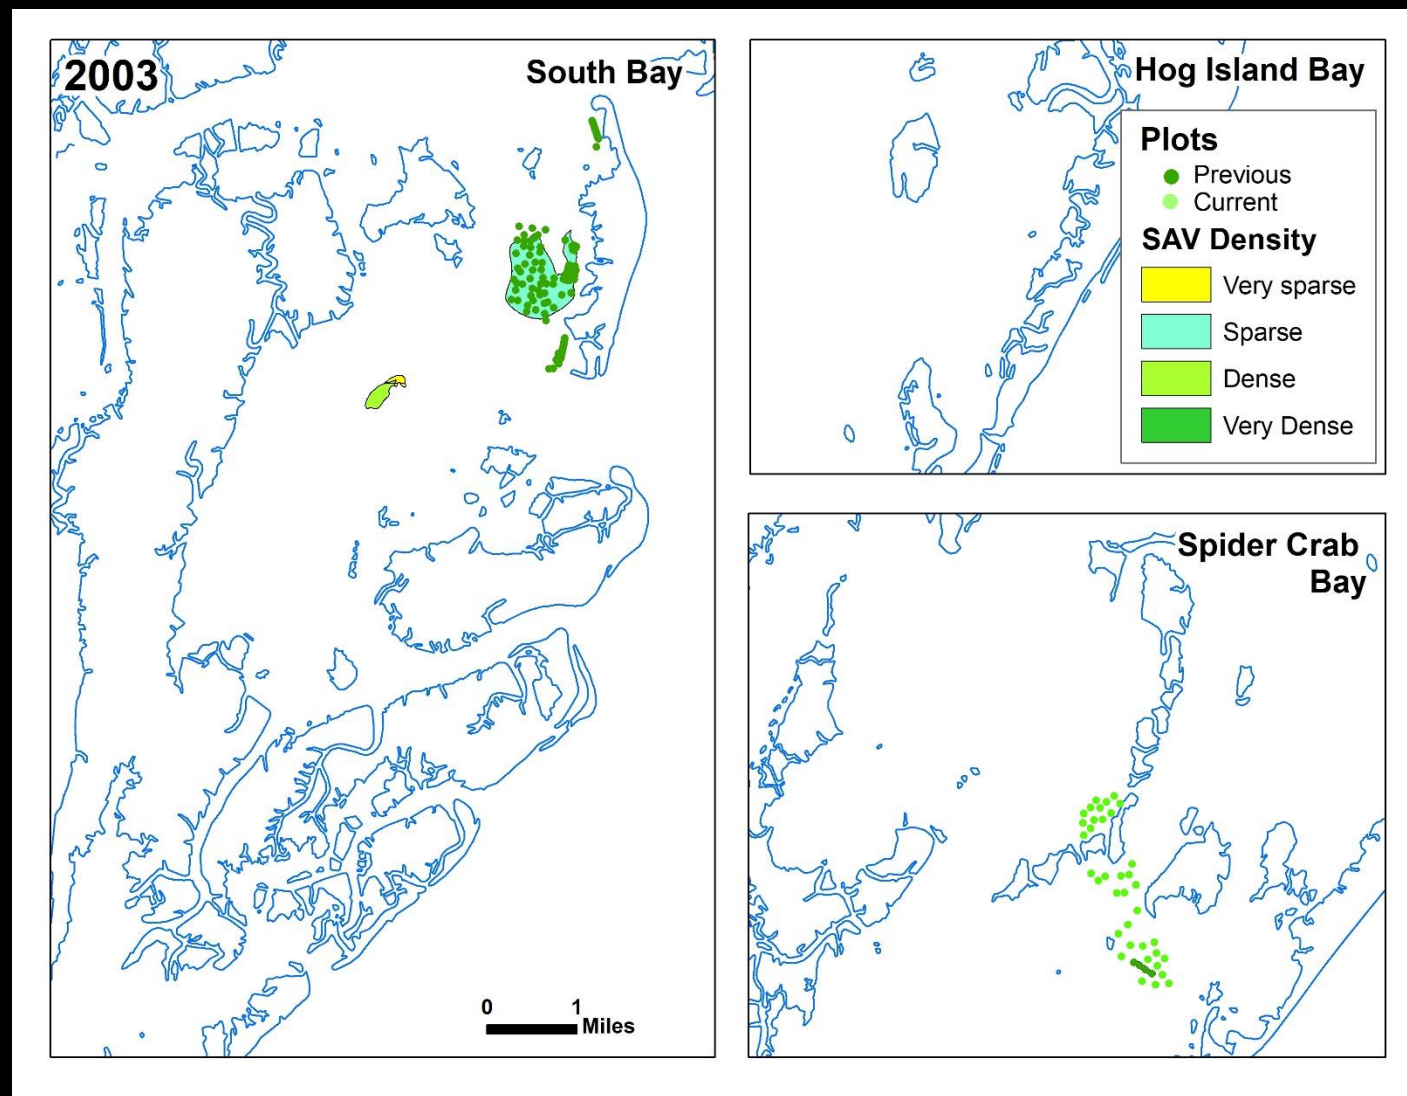 2003
South Bay
0 1
Miles
Hog Island Bay
Plots
Previous
Current
SAV Density
Very sparse
Sparse
Dense
Very Dense
Spider Crab
Bay